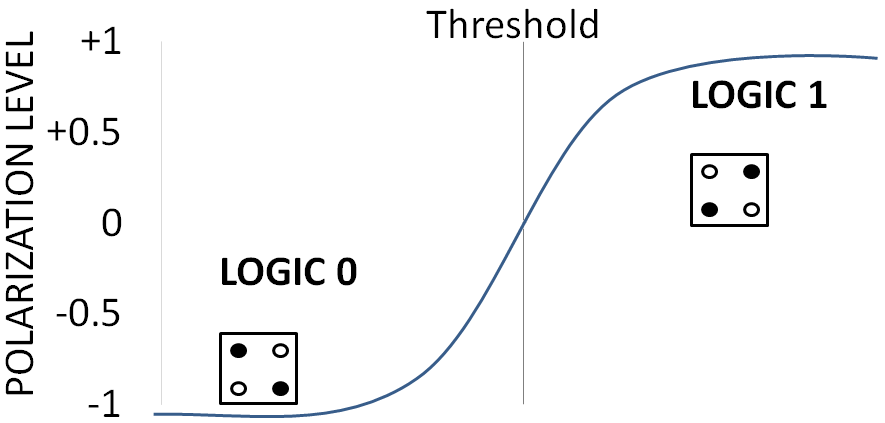 Threshold
POLARIZATION LEVEL
+1
+0.5
0
-0.5
-1
LOGIC 1
LOGIC 0